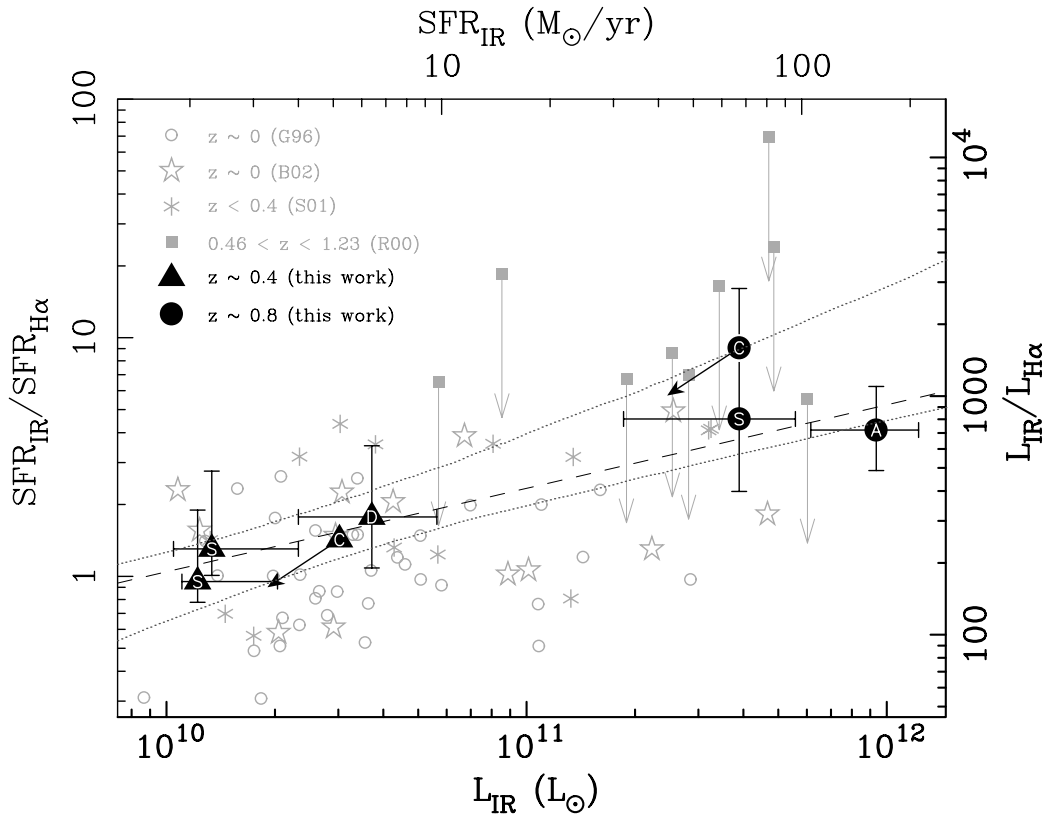 SFR_IR (M_⊙/yr)
10 100
100
10
1
SFR_IR/SFR_Hα
z ~ 0 (G96)
z ~ 0 (B02)
z < 0.4 (S01)
0.46 < z < 1.23 (R00)
z ~ 0.4 (this work)
z ~ 0.8 (this work)
C
S
A
D
C
S
S
10^4
1000
100
L_IR/L_Hα
10^10 10^11 10^12
L_IR (L_⊙)